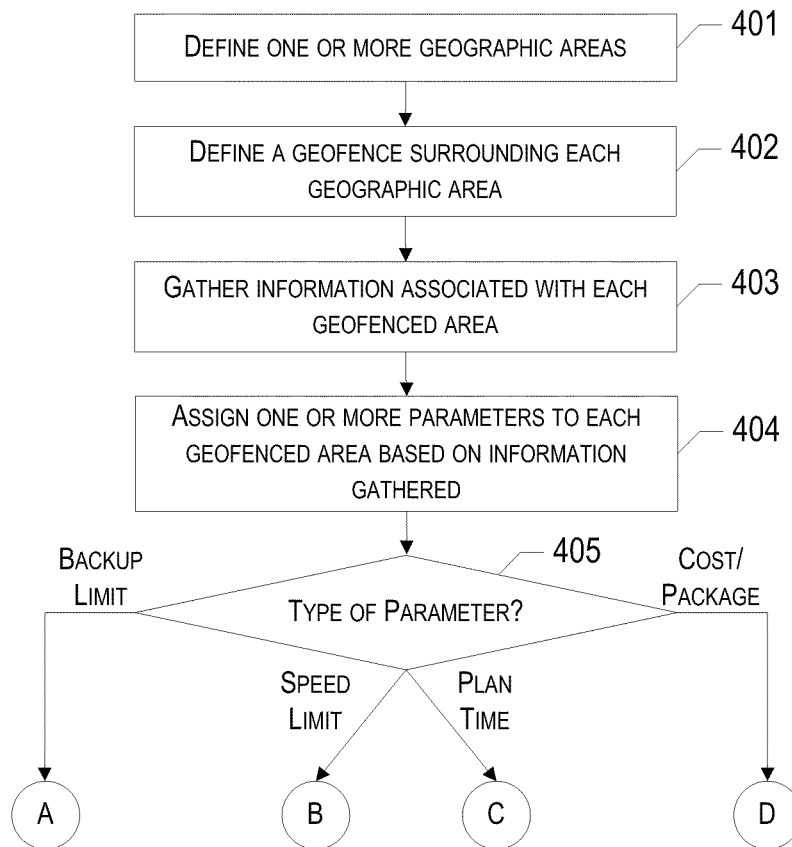 DEFINE ONE OR MORE GEOGRAPHIC AREAS
401
DEFINE A GEOFENCE SURROUNDING EACH
GEOGRAPHIC AREA
402
GATHER INFORMATION ASSOCIATED WITH EACH
GEOFENCED AREA
403
ASSIGN ONE OR MORE PARAMETERS TO EACH
GEOFENCED AREA BASED ON INFORMATION
GATHERED
404
405
BACKUP
LIMIT
TYPE OF PARAMETER?
COST/
PACKAGE
SPEED
LIMIT
PLAN
TIME
A
B
C
D